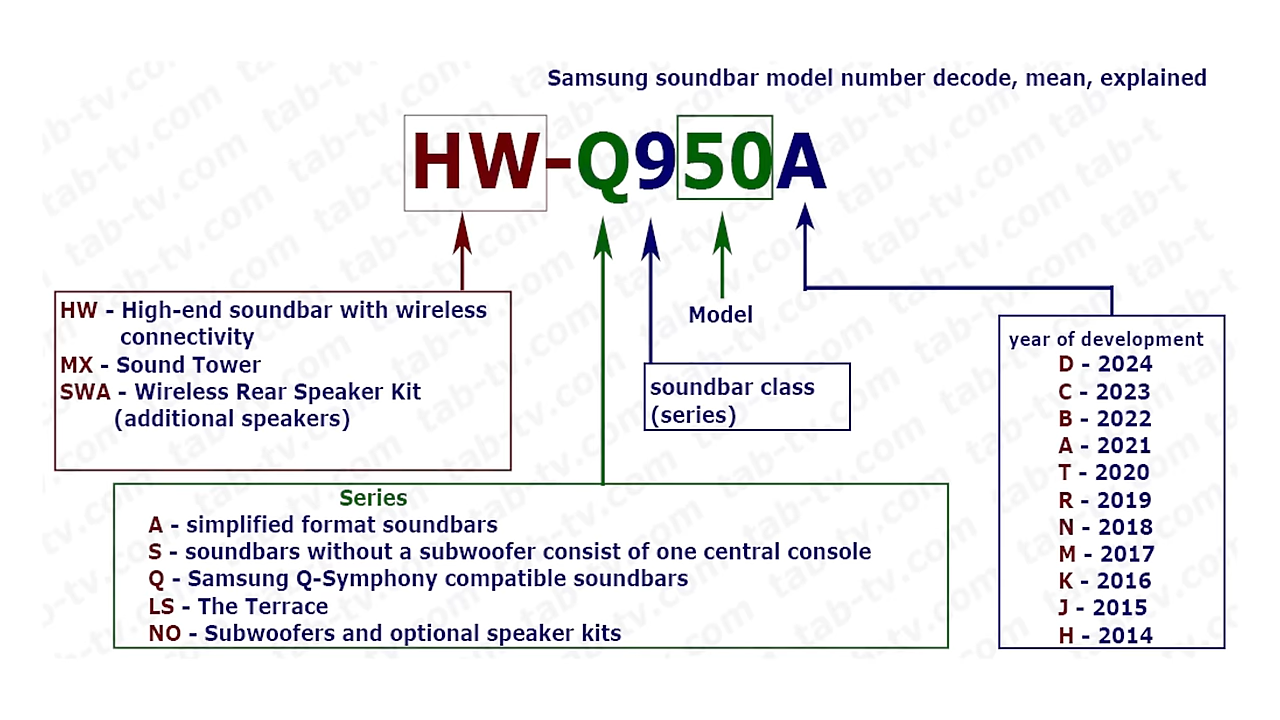 Samsung soundbar model number decode, mean, explained
HW-Q950A
HW - High-end soundbar with wireless
connectivity
MX - Sound Tower
SWA - Wireless Rear Speaker Kit
(additional speakers)
Model
soundbar class
(series)
year of development
D - 2024
C - 2023
B - 2022
A - 2021
T - 2020
R - 2019
N - 2018
M - 2017
K - 2016
J - 2015
H - 2014
Series
A - simplified format soundbars
S - soundbars without a subwoofer consist of one central console
Q - Samsung Q-Symphony compatible soundbars
LS - The Terrace
NO - Subwoofers and optional speaker kits
tab-tv.com